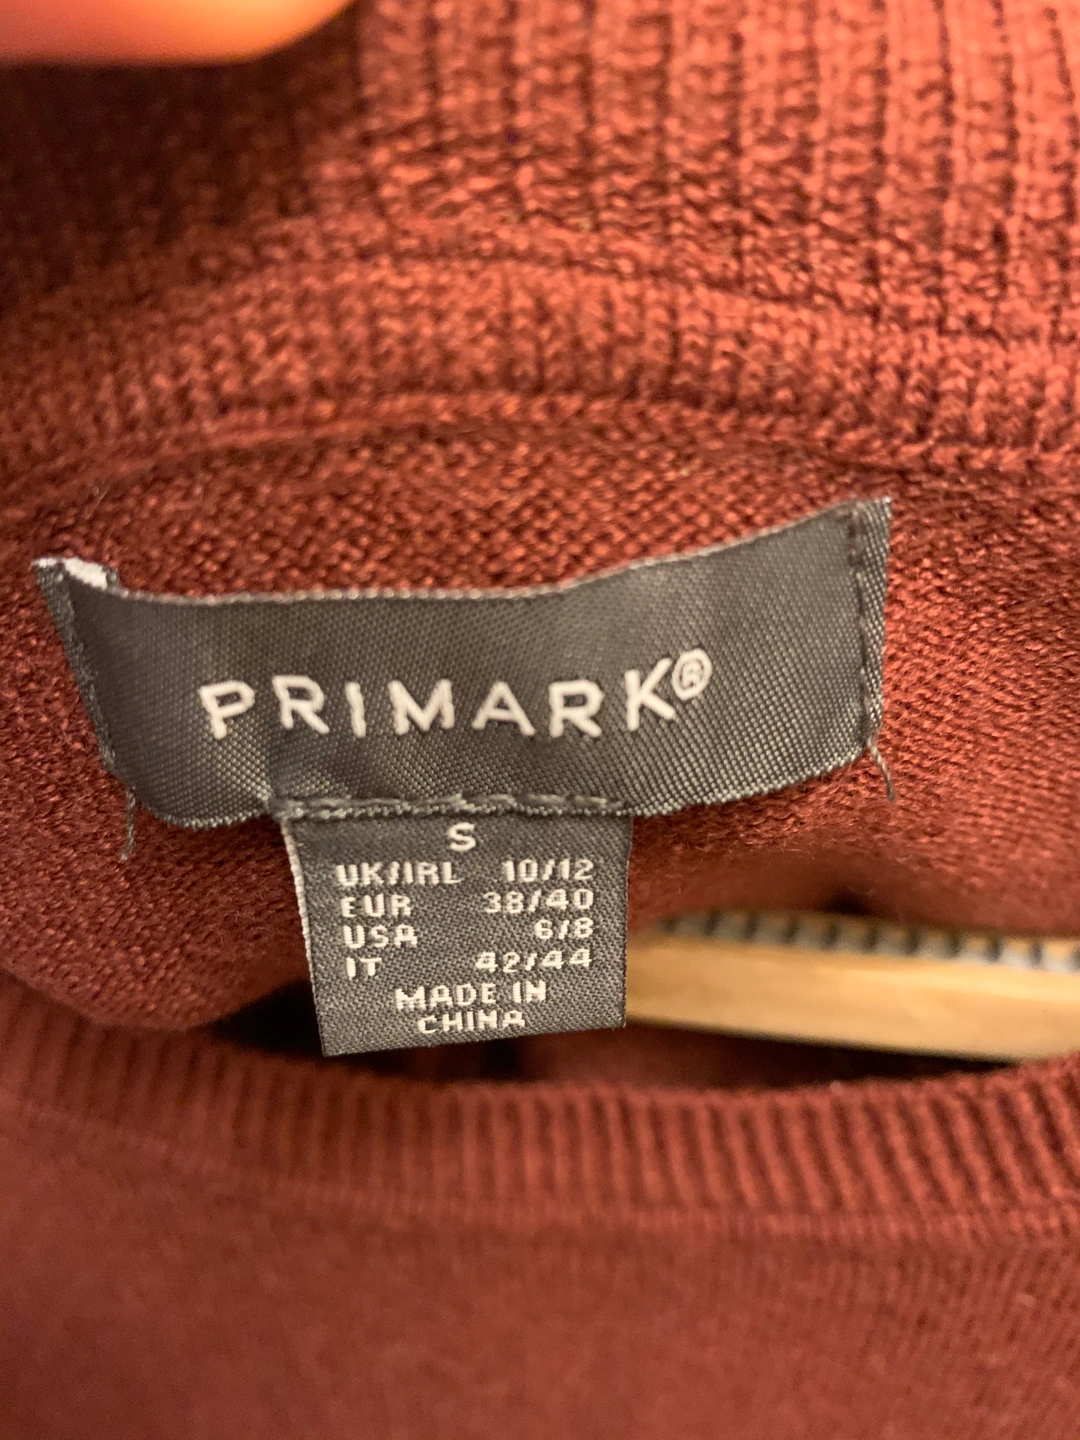 PRIMARK®
S
UK/IRL 10/12
EUR 38/40
USA 6/8
IT 42/44
MADE IN
CHINA